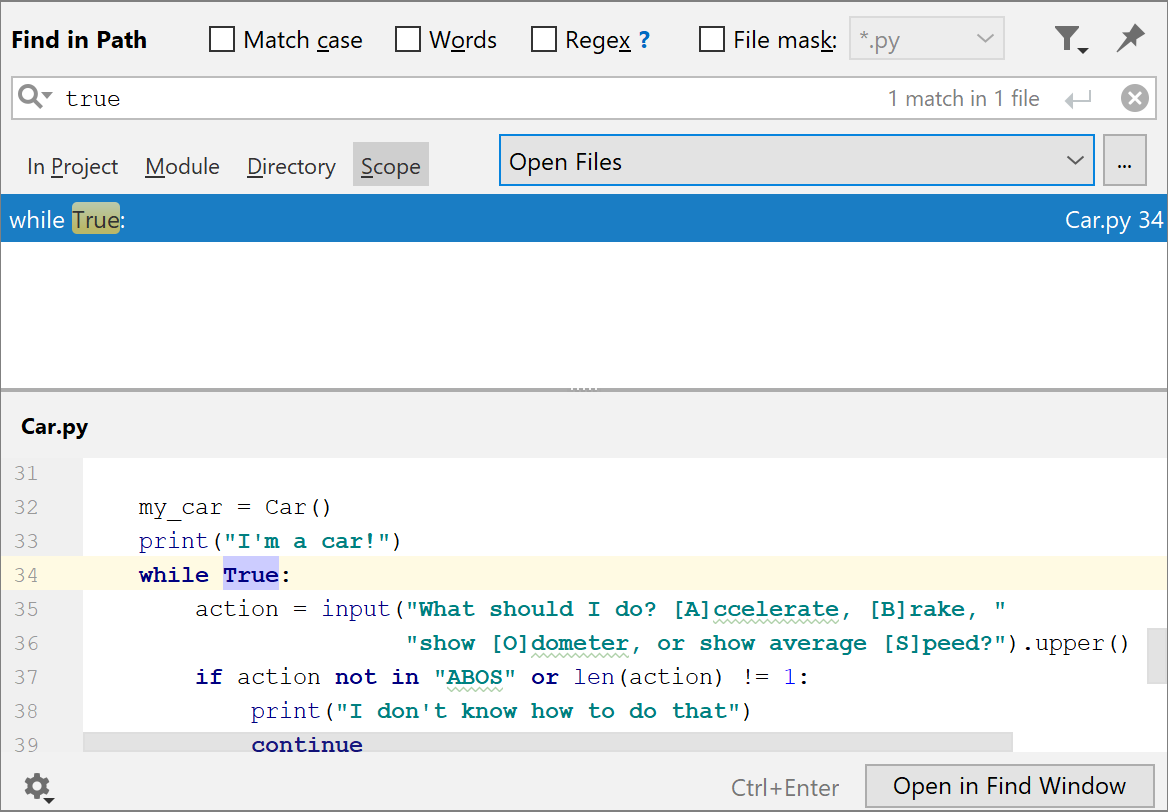 Find in Path Match case Words Regex ? File mask: *.py
true 1 match in 1 file
In Project Module Directory Scope Open Files ...
while True: Car.py 34
Car.py
31
32 my_car = Car()
33 print("I'm a car!")
34 while True:
35 action = input("What should I do? [A]ccelerate, [B]rake, "
36 "show [O]dometer, or show average [S]peed?").upper()
37 if action not in "ABOS" or len(action) != 1:
38 print("I don't know how to do that")
39 continue
Ctrl+Enter Open in Find Window